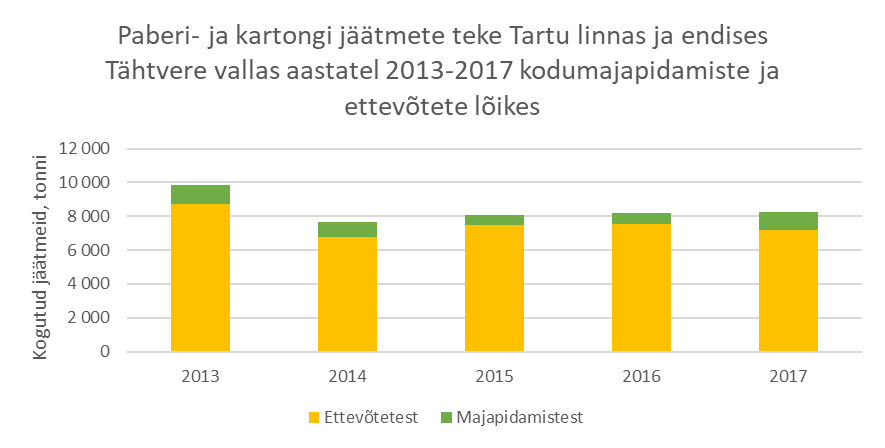 Paberi- ja kartongi jäätmete teke Tartu linnas ja endises
Tähtvere vallas aastatel 2013-2017 kodumajapidamiste ja
ettevõtete lõikes
Kogutud jäätmeid, tonni
12 000
10 000
8 000
6 000
4 000
2 000
0
2013 2014 2015 2016 2017
Ettevõtetest Majapidamistest